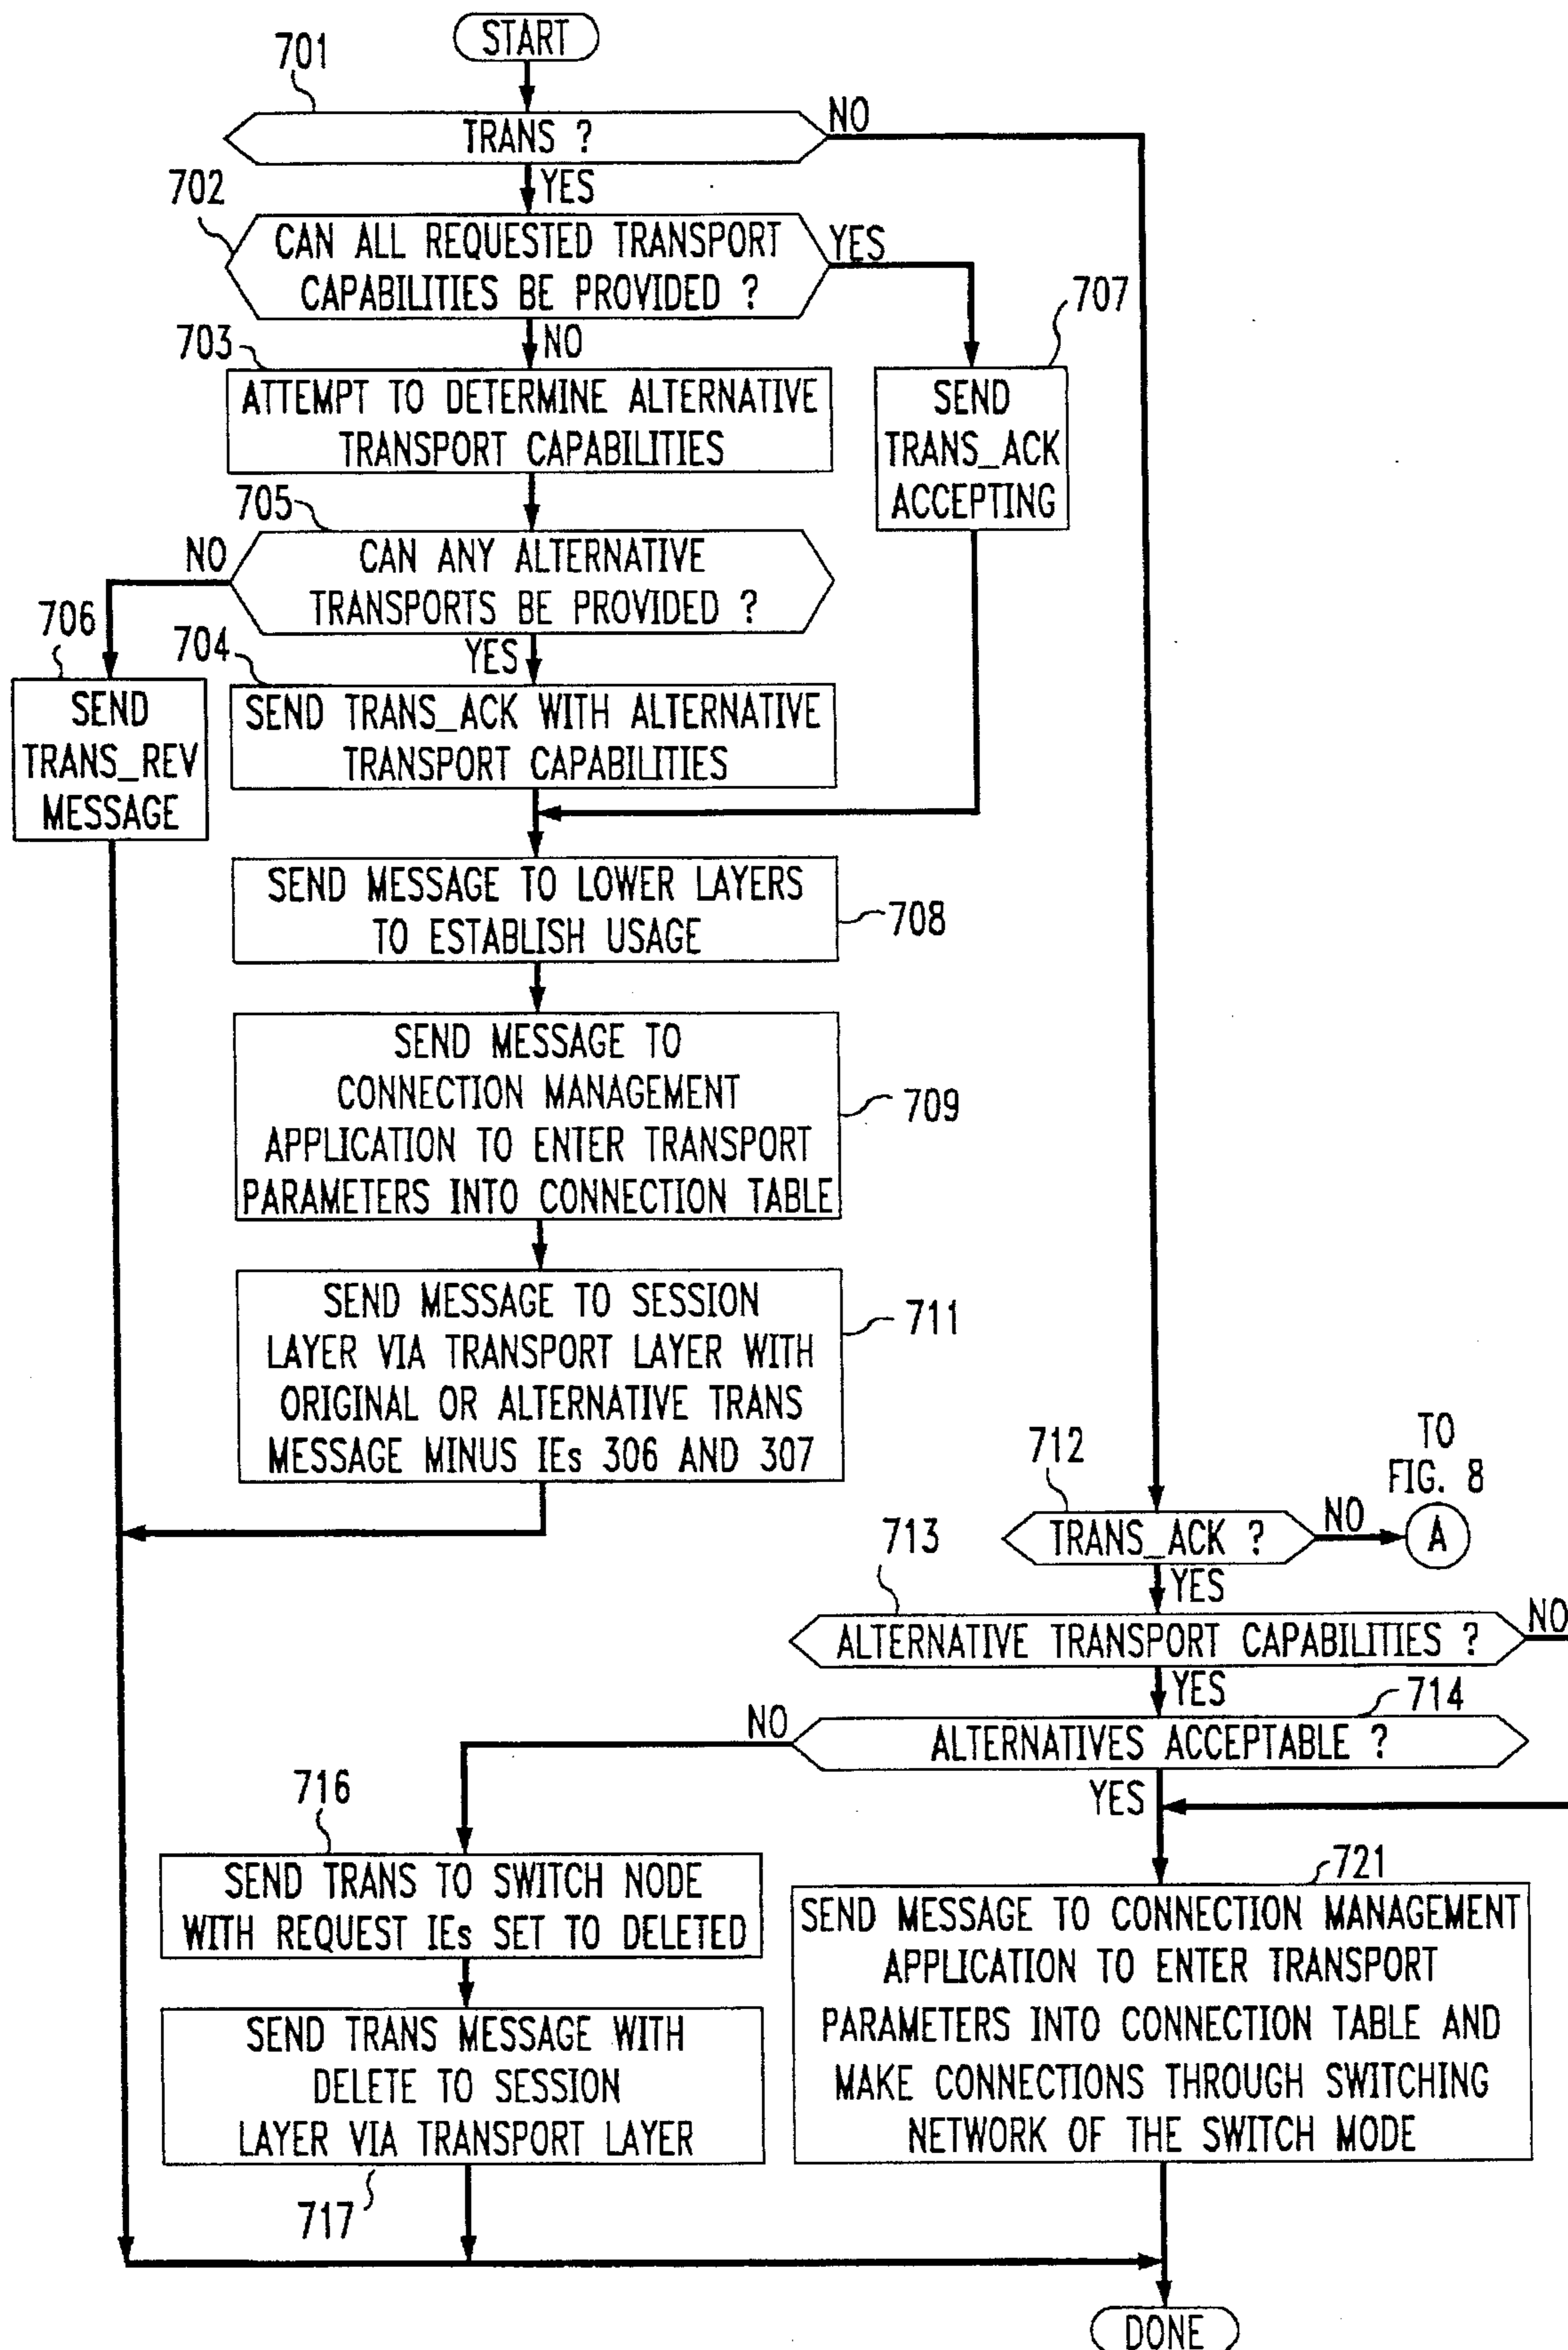 START
701
TRANS ?
NO
YES
702
CAN ALL REQUESTED TRANSPORT
CAPABILITIES BE PROVIDED ?
YES
707
NO
703
ATTEMPT TO DETERMINE ALTERNATIVE
TRANSPORT CAPABILITIES
SEND
TRANS_ACK
ACCEPTING
705
NO
CAN ANY ALTERNATIVE
TRANSPORTS BE PROVIDED ?
706
YES
704
SEND
TRANS_REV
MESSAGE
SEND TRANS_ACK WITH ALTERNATIVE
TRANSPORT CAPABILITIES
SEND MESSAGE TO LOWER LAYERS
TO ESTABLISH USAGE
708
SEND MESSAGE TO
CONNECTION MANAGEMENT
APPLICATION TO ENTER TRANSPORT
PARAMETERS INTO CONNECTION TABLE
709
SEND MESSAGE TO SESSION
LAYER VIA TRANSPORT LAYER WITH
ORIGINAL OR ALTERNATIVE TRANS
MESSAGE MINUS IEs 306 AND 307
711
712
TO
FIG. 8
TRANS_ACK ?
NO
A
713
YES
ALTERNATIVE TRANSPORT CAPABILITIES ?
NO
YES
714
NO
ALTERNATIVES ACCEPTABLE ?
YES
716
SEND TRANS TO SWITCH NODE
WITH REQUEST IEs SET TO DELETED
721
SEND MESSAGE TO CONNECTION MANAGEMENT
APPLICATION TO ENTER TRANSPORT
PARAMETERS INTO CONNECTION TABLE AND
MAKE CONNECTIONS THROUGH SWITCHING
NETWORK OF THE SWITCH MODE
SEND TRANS MESSAGE WITH
DELETE TO SESSION
LAYER VIA TRANSPORT LAYER
717
DONE